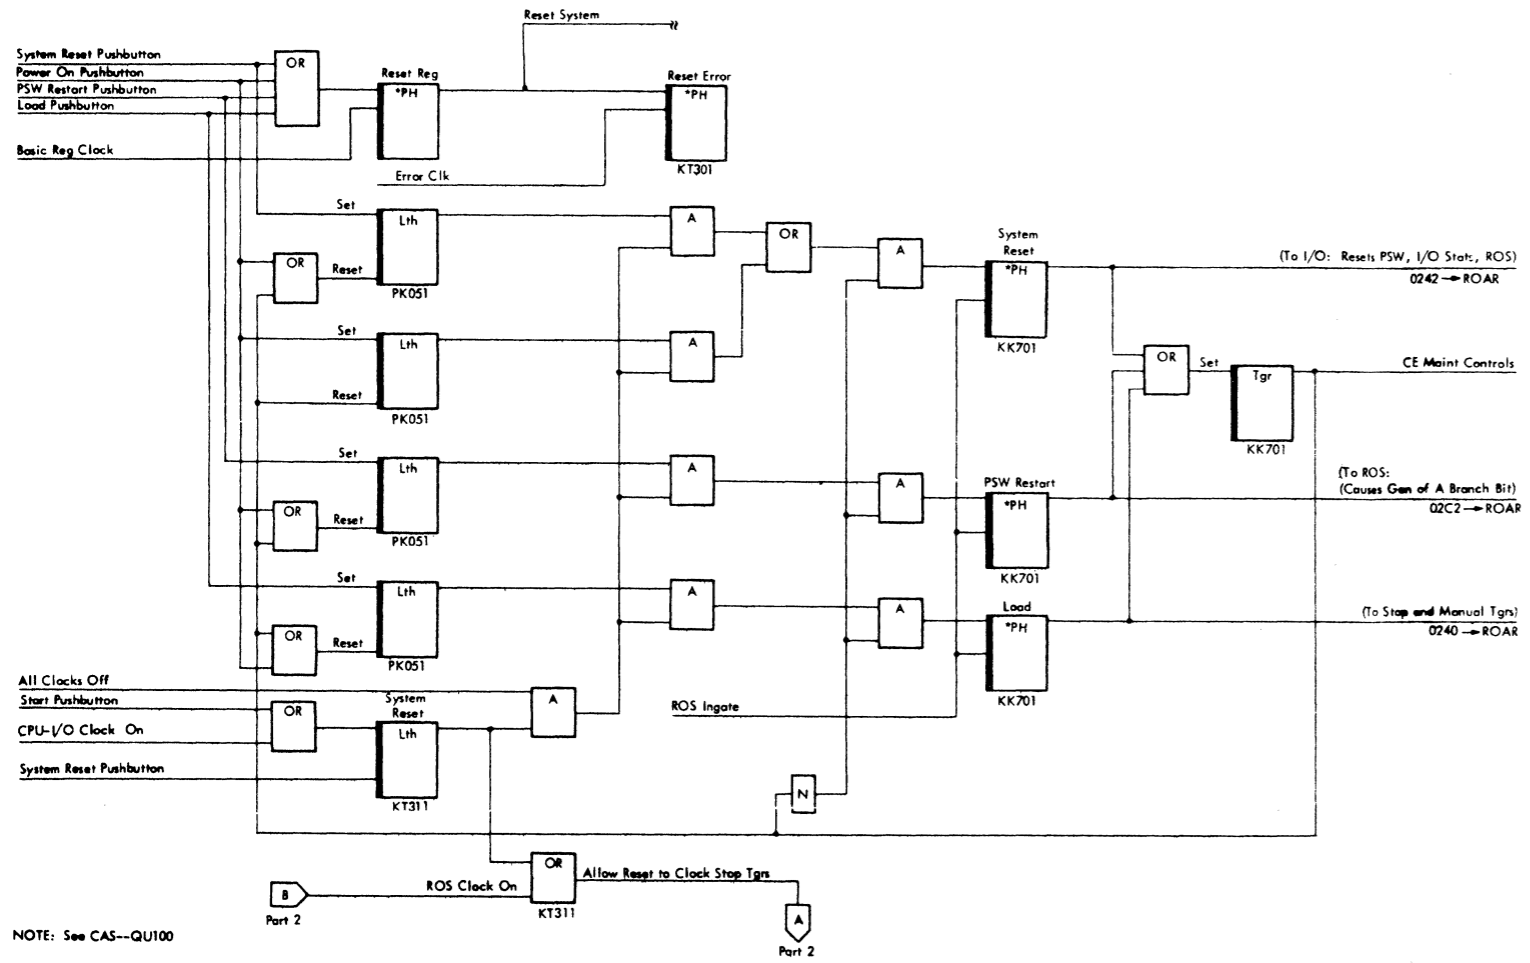 Reset System
System Reset Pushbutton
Power On Pushbutton
PSW Restart Pushbutton
Load Pushbutton
OR
Reset Reg
*PH
Reset Error
*PH
KT301
Basic Reg Clock
Error Clk
Set
Lth
OR
Reset
PK051
A
OR
A
System
Reset
*PH
KK701
(To I/O: Resets PSW, I/O Stats, ROS)
0242→ROAR
Set
Lth
Reset
PK051
A
OR
Set
Tgr
KK701
CE Maint Controls
Set
Lth
OR
Reset
PK051
A
A
PSW Restart
*PH
KK701
(To ROS:
(Causes Gen of A Branch Bit)
02C2→ROAR
Set
Lth
OR
Reset
PK051
A
A
Load
*PH
KK701
(To Stop and Manual Tgrs)
0240→ROAR
All Clocks Off
Start Pushbutton
CPU-I/O Clock On
System Reset Pushbutton
OR
System
Reset
Lth
KT311
A
ROS Ingate
N
B
Part 2
ROS Clock On
OR
KT311
Allow Reset to Clock Stop Tgrs
A
Part 2
NOTE: See CAS--QU100